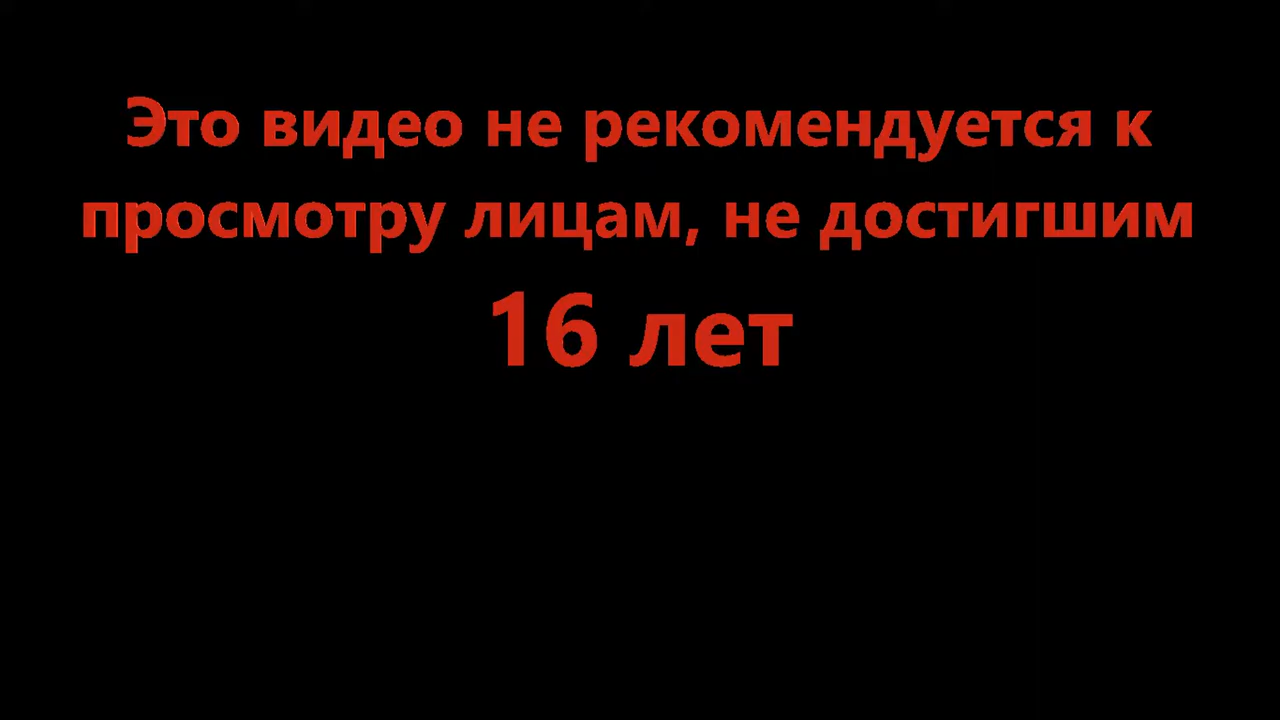 Это видео не рекомендуется к
просмотру лицам, не достигшим
16 лет